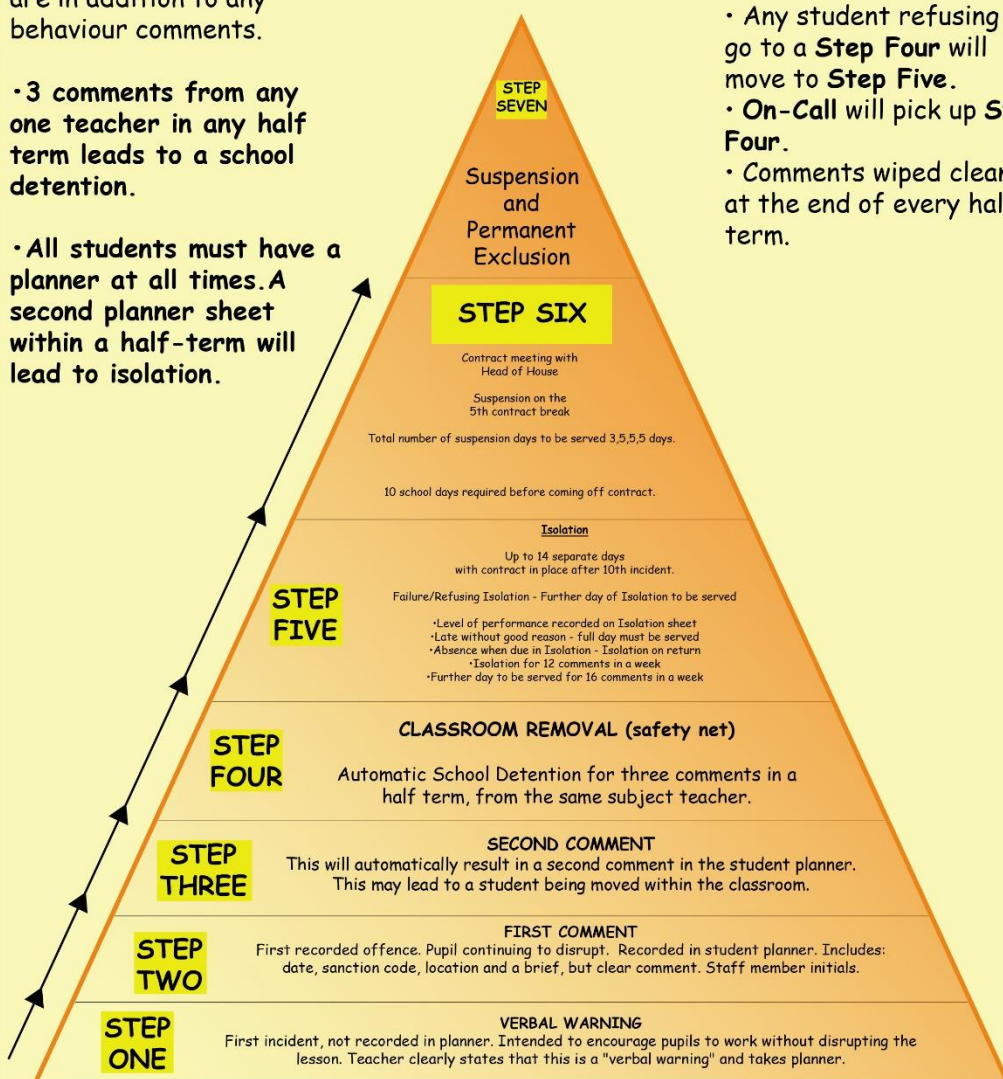 are in addition to any
behaviour comments.
•3 comments from any
one teacher in any half
term leads to a school
detention.
•All students must have a
planner at all times.A
second planner sheet
within a half-term will
lead to isolation.
• Any student refusing
go to a Step Four will
move to Step Five.
• On-Call will pick up
Four.
• Comments wiped clean
at the end of every half
term.
STEP
SEVEN
Suspension
and
Permanent
Exclusion
STEP SIX
Contract meeting with
Head of House
Suspension on the
5th contract break
Total number of suspension days to be served 3,5,5,5 days.
10 school days required before coming off contract.
STEP
FIVE
Isolation
Up to 14 separate days
with contract in place after 10th incident.
Failure/Refusing Isolation - Further day of Isolation to be served
•Level of performance recorded on Isolation sheet
•Late without good reason - full day must be served
•Absence when due in Isolation - Isolation on return
•Isolation for 12 comments in a week
•Further day to be served for 16 comments in a week
STEP
FOUR
CLASSROOM REMOVAL (safety net)
Automatic School Detention for three comments in a
half term, from the same subject teacher.
STEP
THREE
SECOND COMMENT
This will automatically result in a second comment in the student planner.
This may lead to a student being moved within the classroom.
STEP
TWO
FIRST COMMENT
First recorded offence. Pupil continuing to disrupt. Recorded in student planner. Includes:
date, sanction code, location and a brief, but clear comment. Staff member initials.
STEP
ONE
VERBAL WARNING
First incident, not recorded in planner. Intended to encourage pupils to work without disrupting the
lesson. Teacher clearly states that this is a "verbal warning" and takes planner.